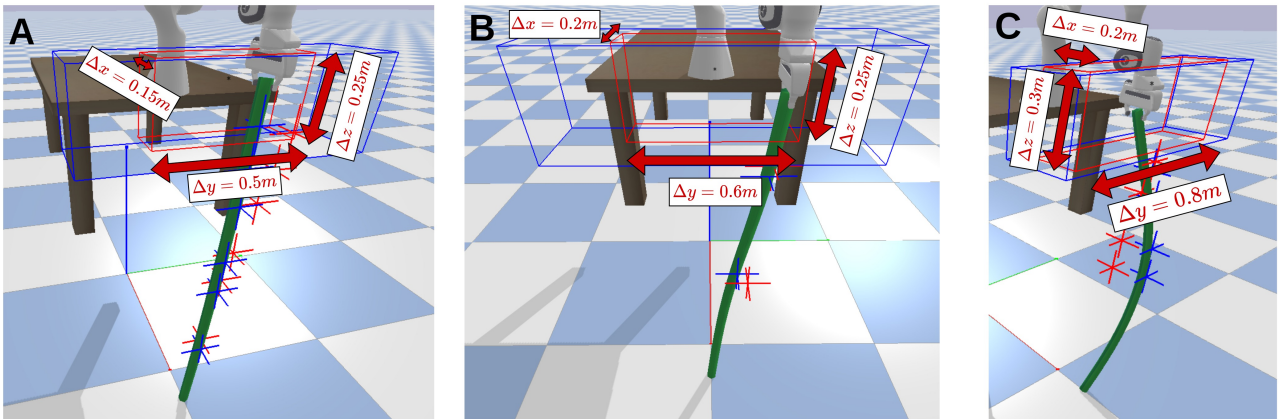 A
Δx = 0.15m
Δz = 0.25m
Δy = 0.5m
B
Δx = 0.2m
Δz = 0.25m
Δy = 0.6m
C
Δx = 0.2m
Δz = 0.3m
Δy = 0.8m